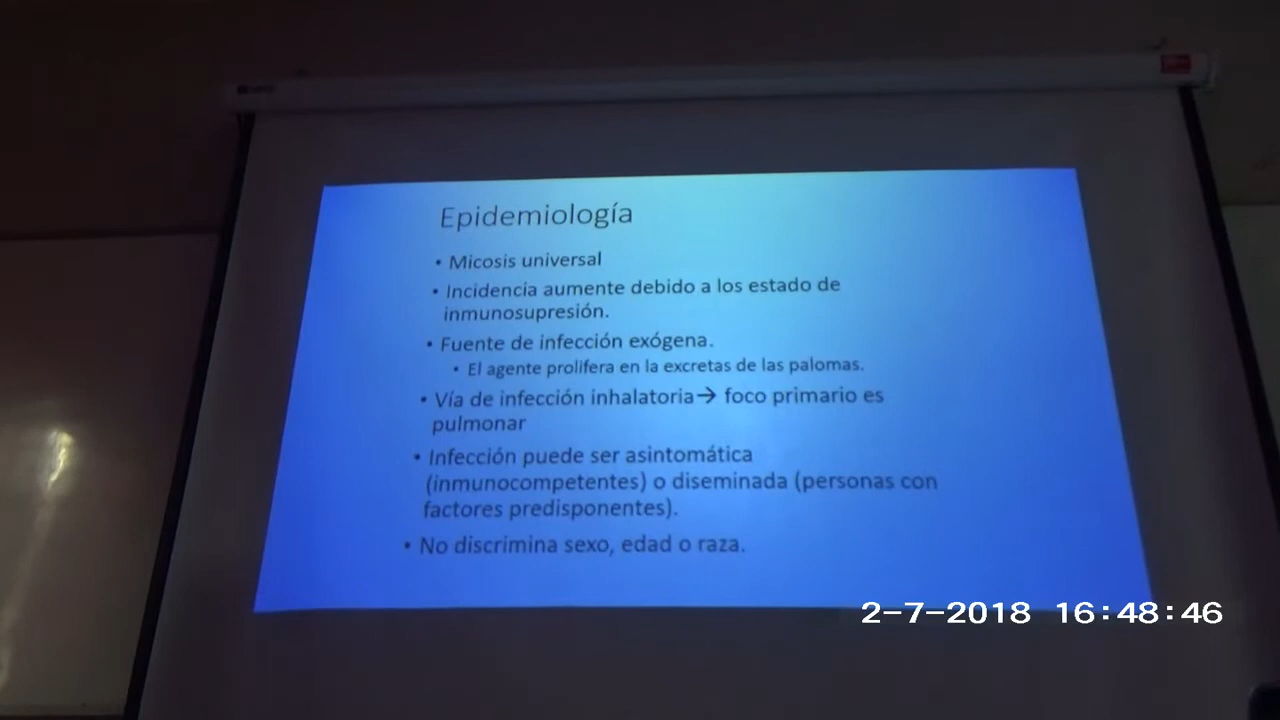 Epidemiología
• Micosis universal
• Incidencia aumente debido a los estado de
inmunosupresión.
• Fuente de infección exógena.
• El agente prolifera en la excretas de las palomas.
• Vía de infección inhalatoria→ foco primario es
pulmonar
• Infección puede ser asintomática
(inmunocompetentes) o diseminada (personas con
factores predisponentes).
• No discrimina sexo, edad o raza.
2-7-2018 16:48:46